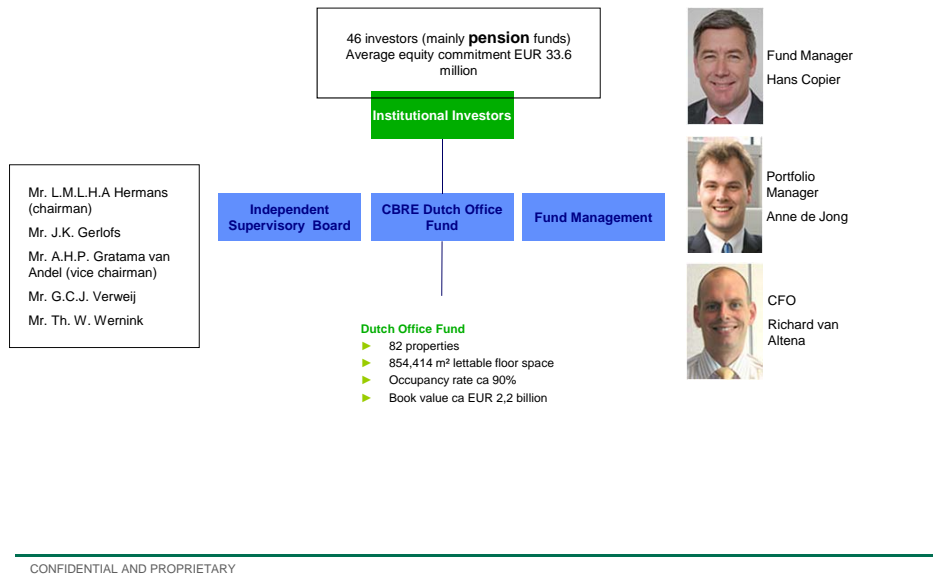 46 investors (mainly pension funds)
Average equity commitment EUR 33.6
million
Institutional Investors
Fund Manager
Hans Copier
Mr. L.M.L.H.A Hermans
(chairman)
Mr. J.K. Gerlofs
Mr. A.H.P. Gratama van
Andel (vice chairman)
Mr. G.C.J. Verweij
Mr. Th. W. Wernink
Independent
Supervisory Board
CBRE Dutch Office
Fund
Fund Management
Portfolio
Manager
Anne de Jong
CFO
Richard van
Altena
Dutch Office Fund
► 82 properties
► 854,414 m² lettable floor space
► Occupancy rate ca 90%
► Book value ca EUR 2,2 billion
CONFIDENTIAL AND PROPRIETARY